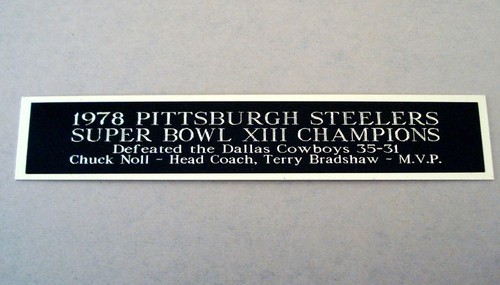 1978 PITTSBURGH STEELERS
SUPER BOWL XIII CHAMPIONS
Defeated the Dallas Cowboys 35-31
Chuck Noll ~ Head Coach, Terry Bradshaw ~ M.V.P.